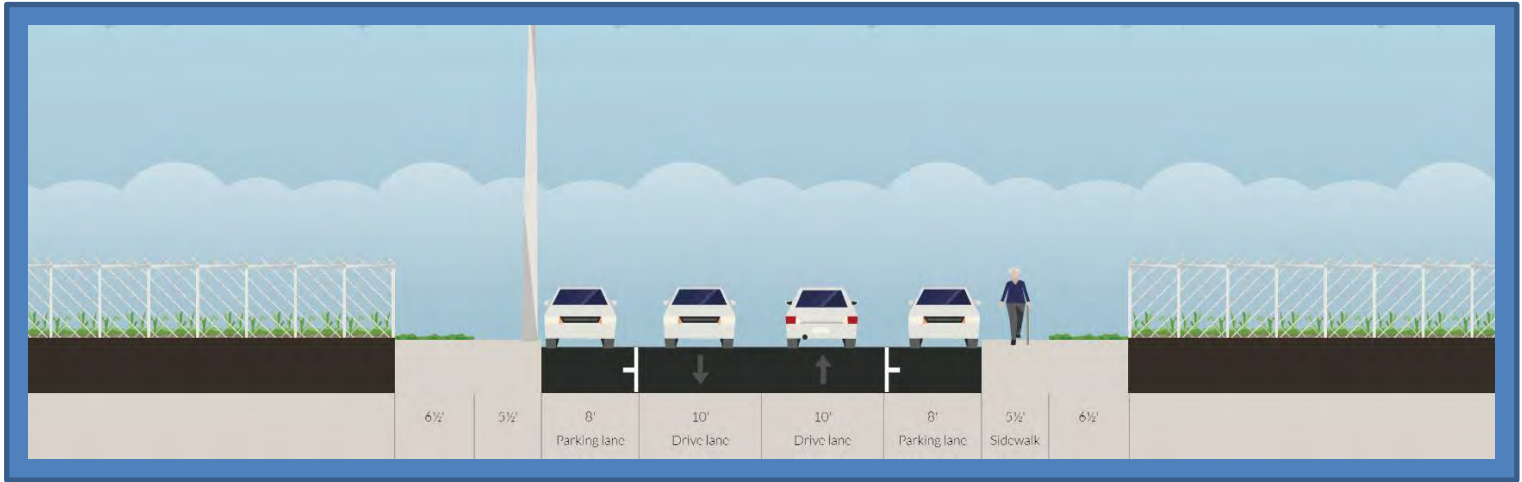 6½' 5½' 8' 10' 10' 8' 5½' 6½'
Parking lane Drive lane Drive lane Parking lane Sidewalk